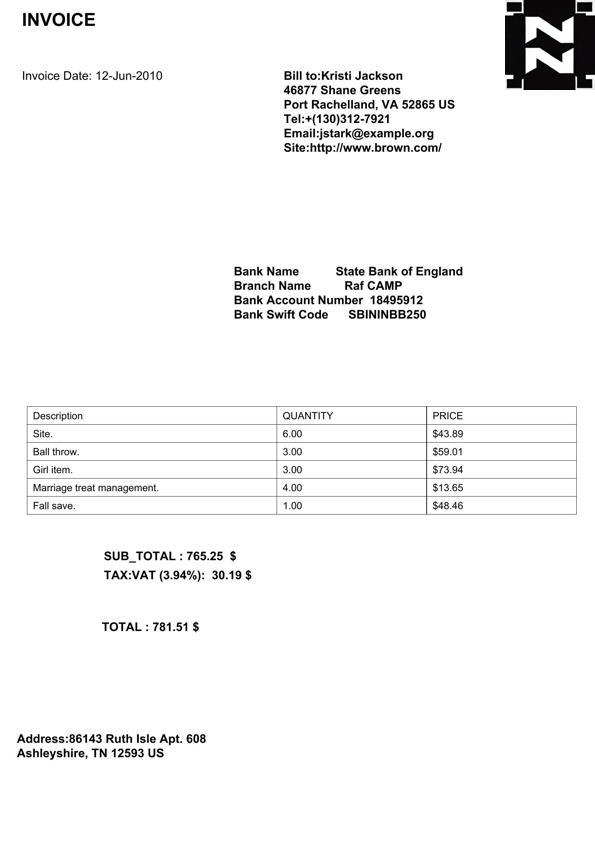 INVOICE
Invoice Date: 12-Jun-2010
Bill to:Kristi Jackson
46877 Shane Greens
Port Rachelland, VA 52865 US
Tel:+(130)312-7921
Email:jstark@example.org
Site:http://www.brown.com/
Bank Name State Bank of England
Branch Name Raf CAMP
Bank Account Number 18495912
Bank Swift Code SBININBB250
Description QUANTITY PRICE
Site. 6.00 $43.89
Ball throw. 3.00 $59.01
Girl item. 3.00 $73.94
Marriage treat management. 4.00 $13.65
Fall save. 1.00 $48.46
SUB_TOTAL : 765.25 $
TAX:VAT (3.94%): 30.19 $
TOTAL : 781.51 $
Address:86143 Ruth Isle Apt. 608
Ashleyshire, TN 12593 US